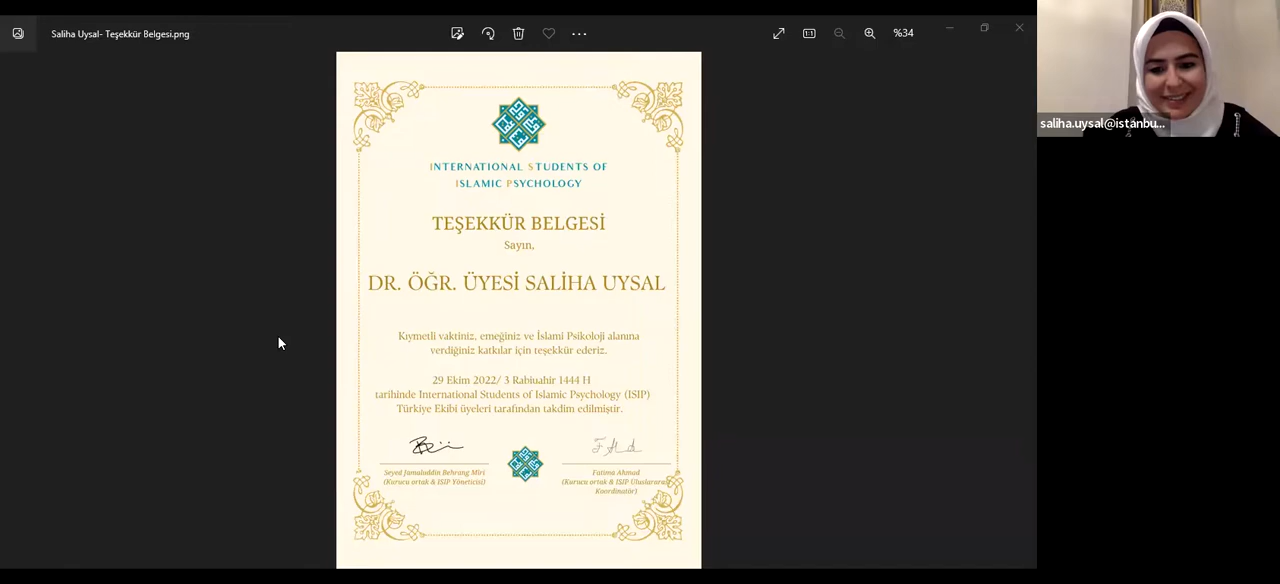 Saliha Uysal- Teşekkür Belgesi.png
%34
saliha.uysal@istanbu...
INTERNATIONAL STUDENTS OF
ISLAMIC PSYCHOLOGY
TEŞEKKÜR BELGESİ
Sayın,
DR. ÖĞR. ÜYESİ SALİHA UYSAL
Kıymetli vaktiniz, emeğiniz ve İslami Psikoloji alanına
verdiğiniz katkılar için teşekkür ederiz.
29 Ekim 2022/ 3 Rabiuahir 1444 H
tarihinde International Students of Islamic Psychology (ISIP)
Türkiye Ekibi üyeleri tarafından takdim edilmiştir.
Seyed Jamaluddin Behrang Miri
(Kurucu ortak & ISIP Yöneticisi)
Fatima Ahmad
(Kurucu ortak & ISIP Uluslararası
Koordinatör)